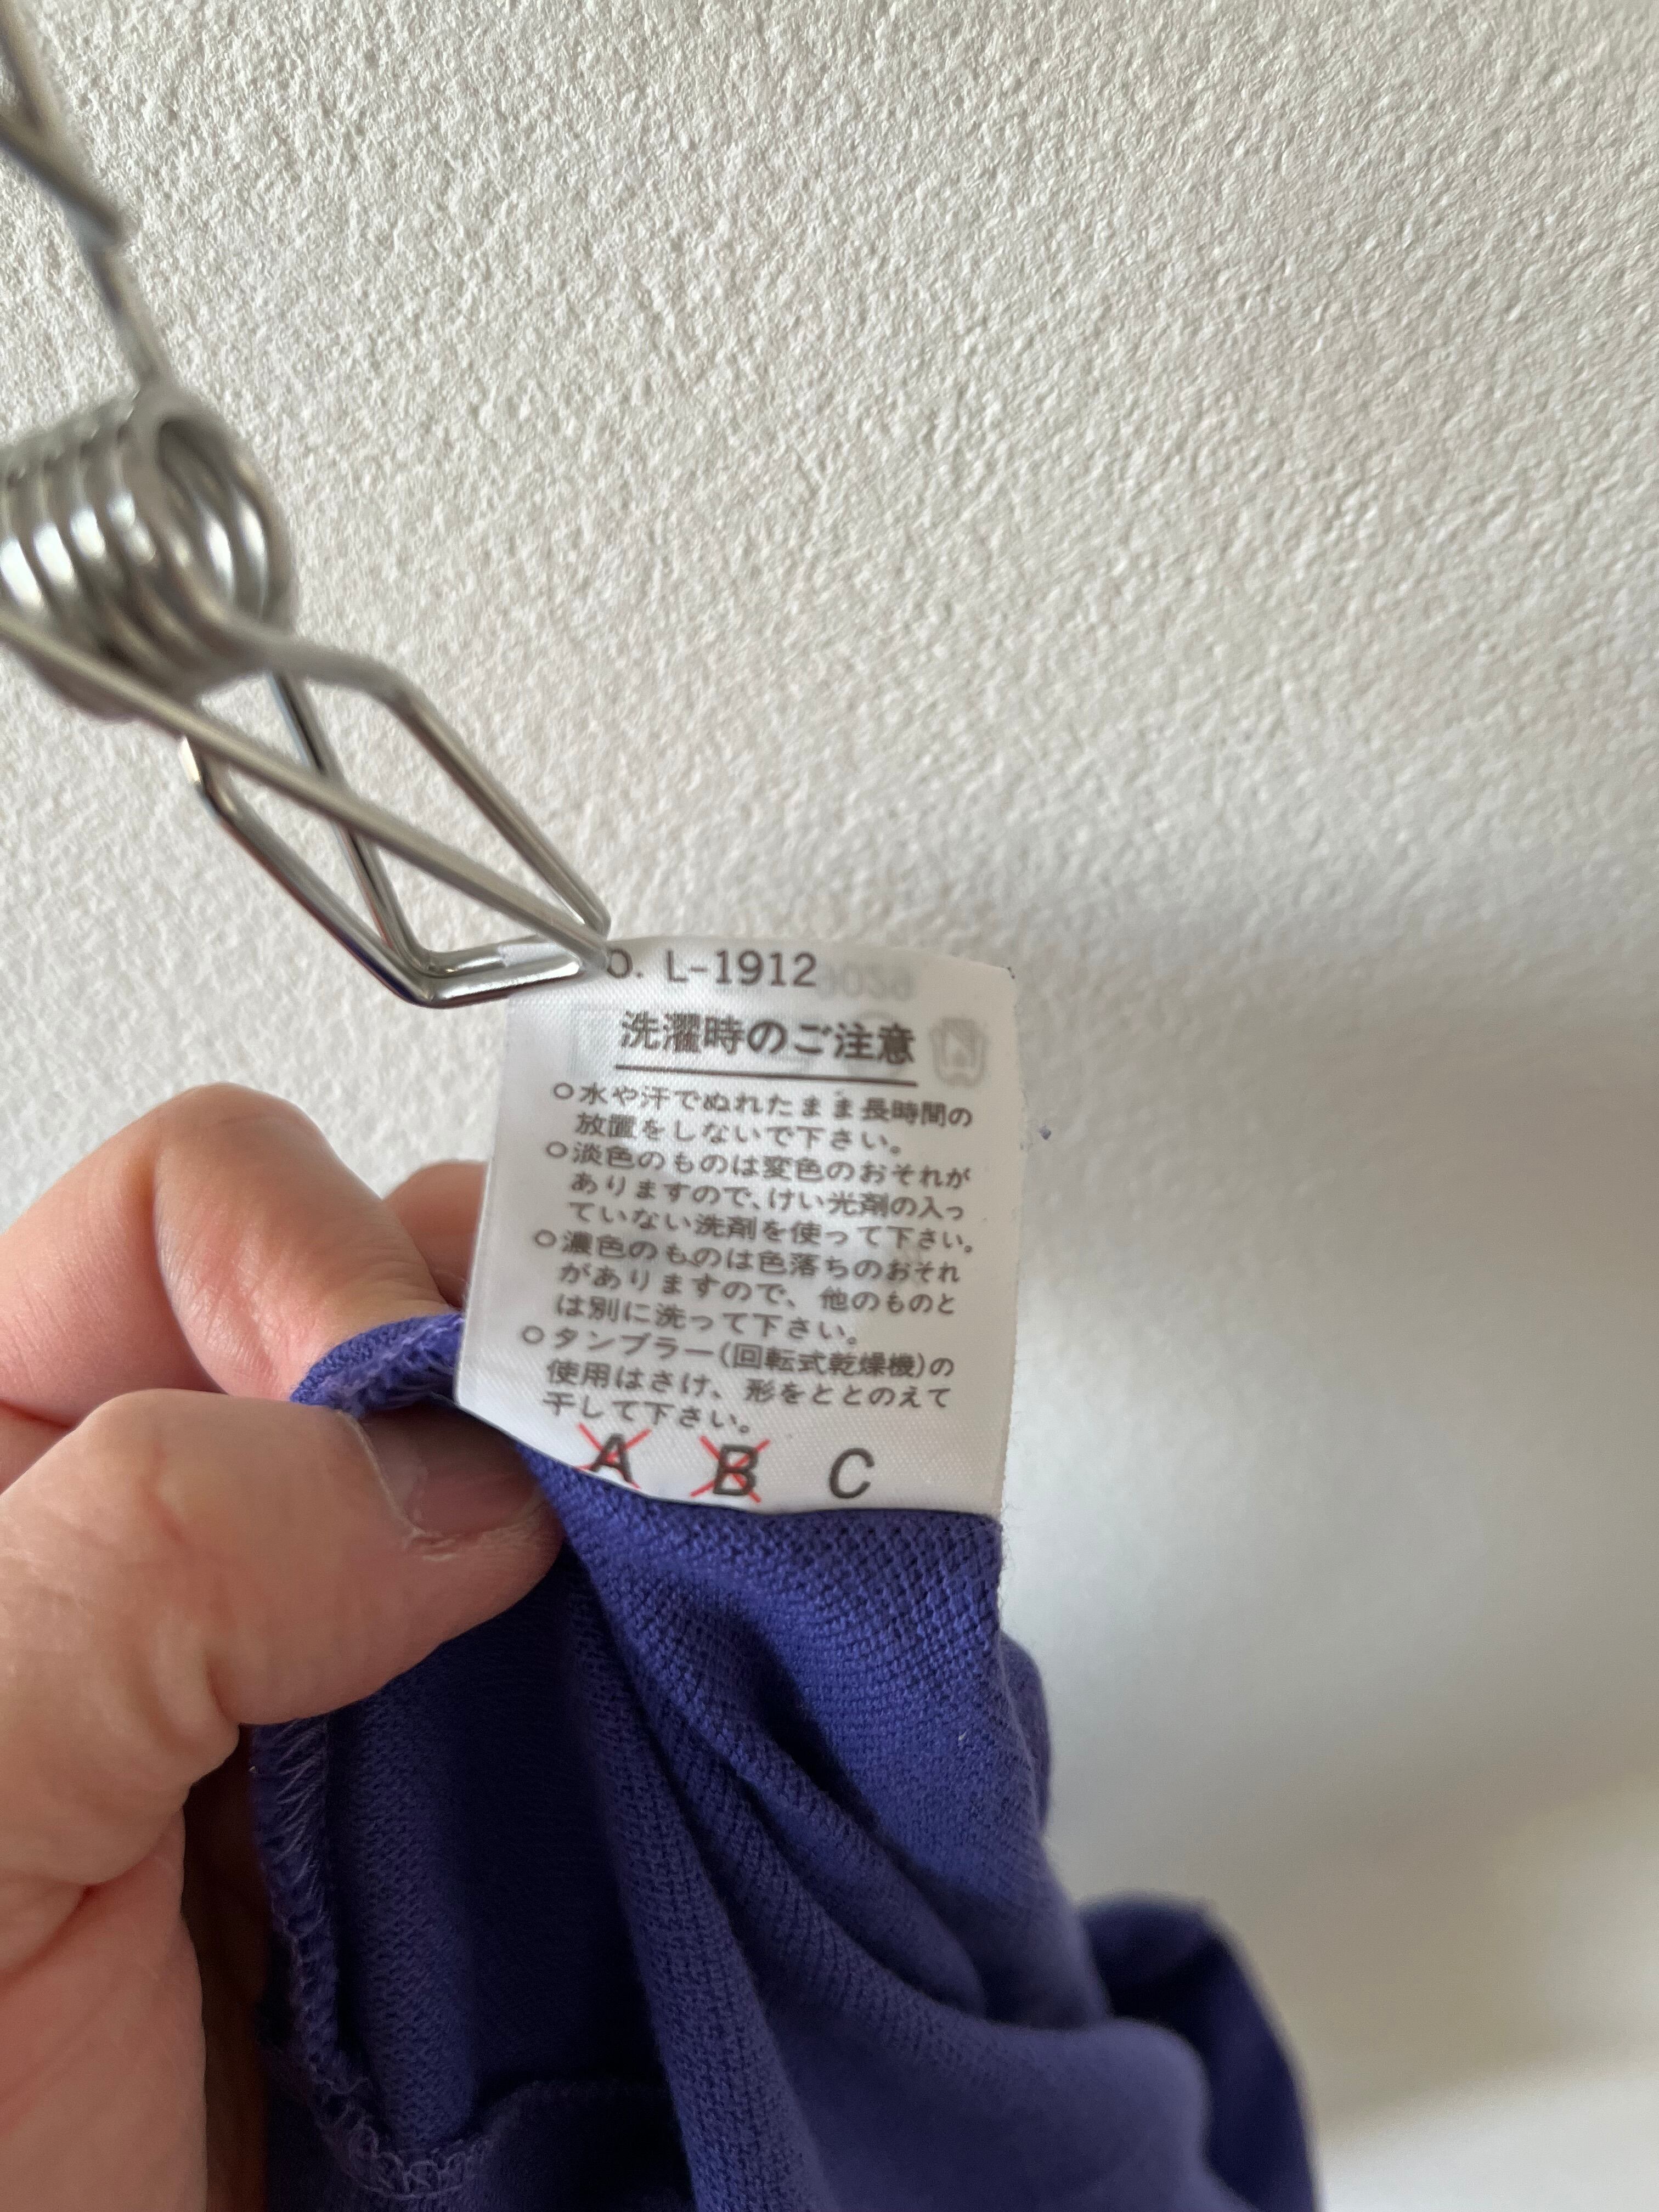 O. L-1912
洗濯時のご注意
○水や汗でぬれたまま長時間の
放置をしないで下さい。
○淡色のものは変色のおそれが
ありますので、けい光剤の入っ
ていない洗剤を使って下さい。
○濃色のものは色落ちのおそれ
がありますので、他のものと
は別に洗って下さい。
○タンブラー(回転式乾燥機)の
使用はさけ、形をととのえて
干して下さい。
A B C